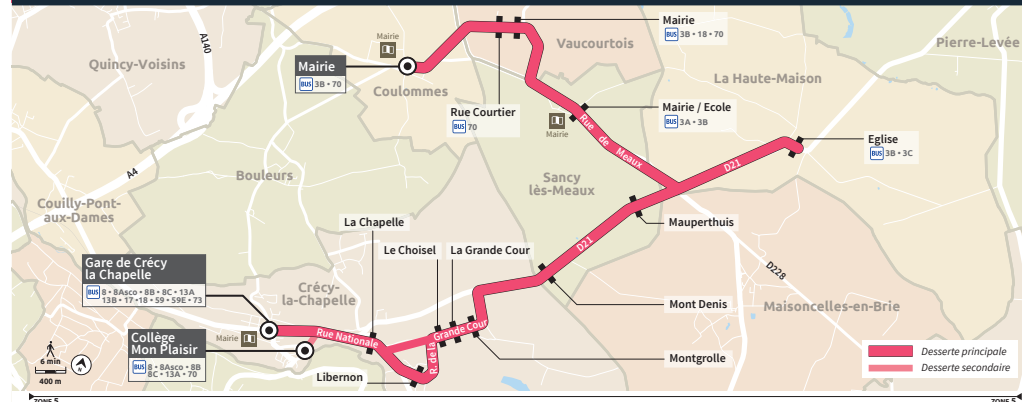 Mairie
BUS 3B • 18 • 70
Pierre-Levée
Vaucourtois
A140
Mairie
Quincy-Voisins
Mairie
BUS 3B • 70
La Haute-Maison
Coulommes
Rue Courtier
BUS 70
Mairie
Mairie / Ecole
BUS 3A • 3B
Rue de Meaux
Eglise
BUS 3B • 3C
A4
D21
Bouleurs
Sancy
lès-Meaux
Couilly-Pont-
aux-Dames
La Chapelle
Mauperthuis
Le Choisel
La Grande Cour
D21
Gare de Crécy
la Chapelle
BUS 8 • 8Asco • 8B • 8C • 13A
13B • 17 • 18 • 59 • 59E • 73
D228
Crécy-
la-Chapelle
Mont Denis
Maisoncelles-en-Brie
Mairie
Rue Nationale
R. de la Grande Cour
Collège
Mon Plaisir
BUS 8 • 8Asco • 8B
8C • 13A • 70
Montgrolle
Libernon
6 min
400 m
N
Desserte principale
Desserte secondaire
ZONE 5
ZONE 5